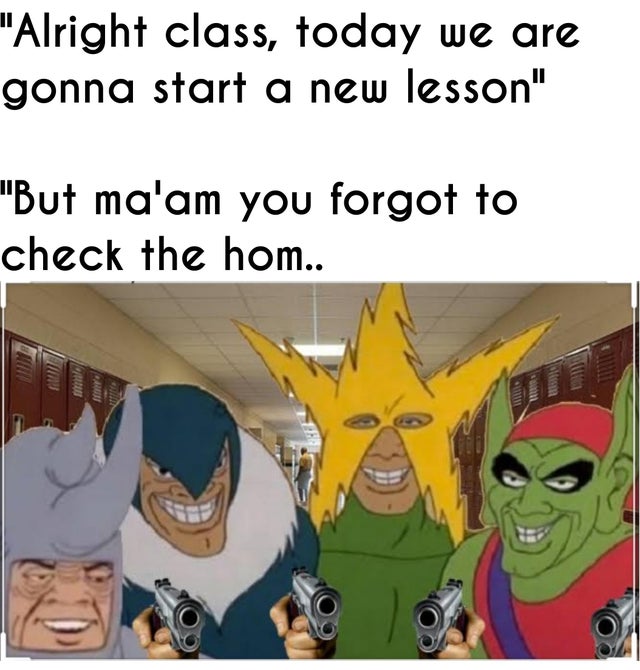 "Alright class, today we are
gonna start a new lesson"
"But ma'am you forgot to
check the hom..